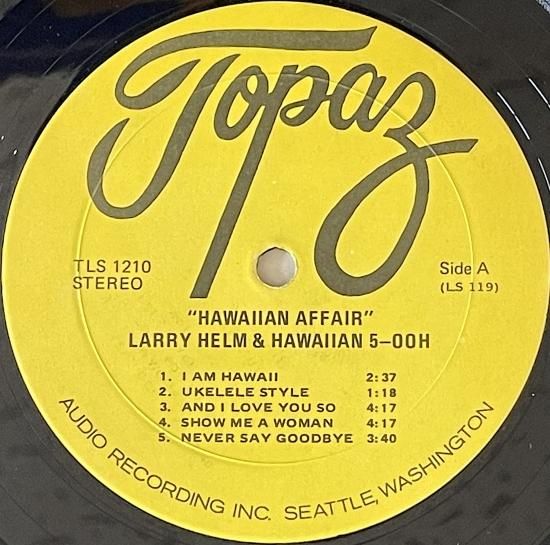 Topaz
TLS 1210
STEREO
Side A
(LS 119)
"HAWAIIAN AFFAIR"
LARRY HELM & HAWAIIAN 5-OOH
1. I AM HAWAII 2:37
2. UKELELE STYLE 1:18
3. AND I LOVE YOU SO 4:17
4. SHOW ME A WOMAN 4:17
5. NEVER SAY GOODBYE 3:40
AUDIO RECORDING INC. SEATTLE, WASHINGTON